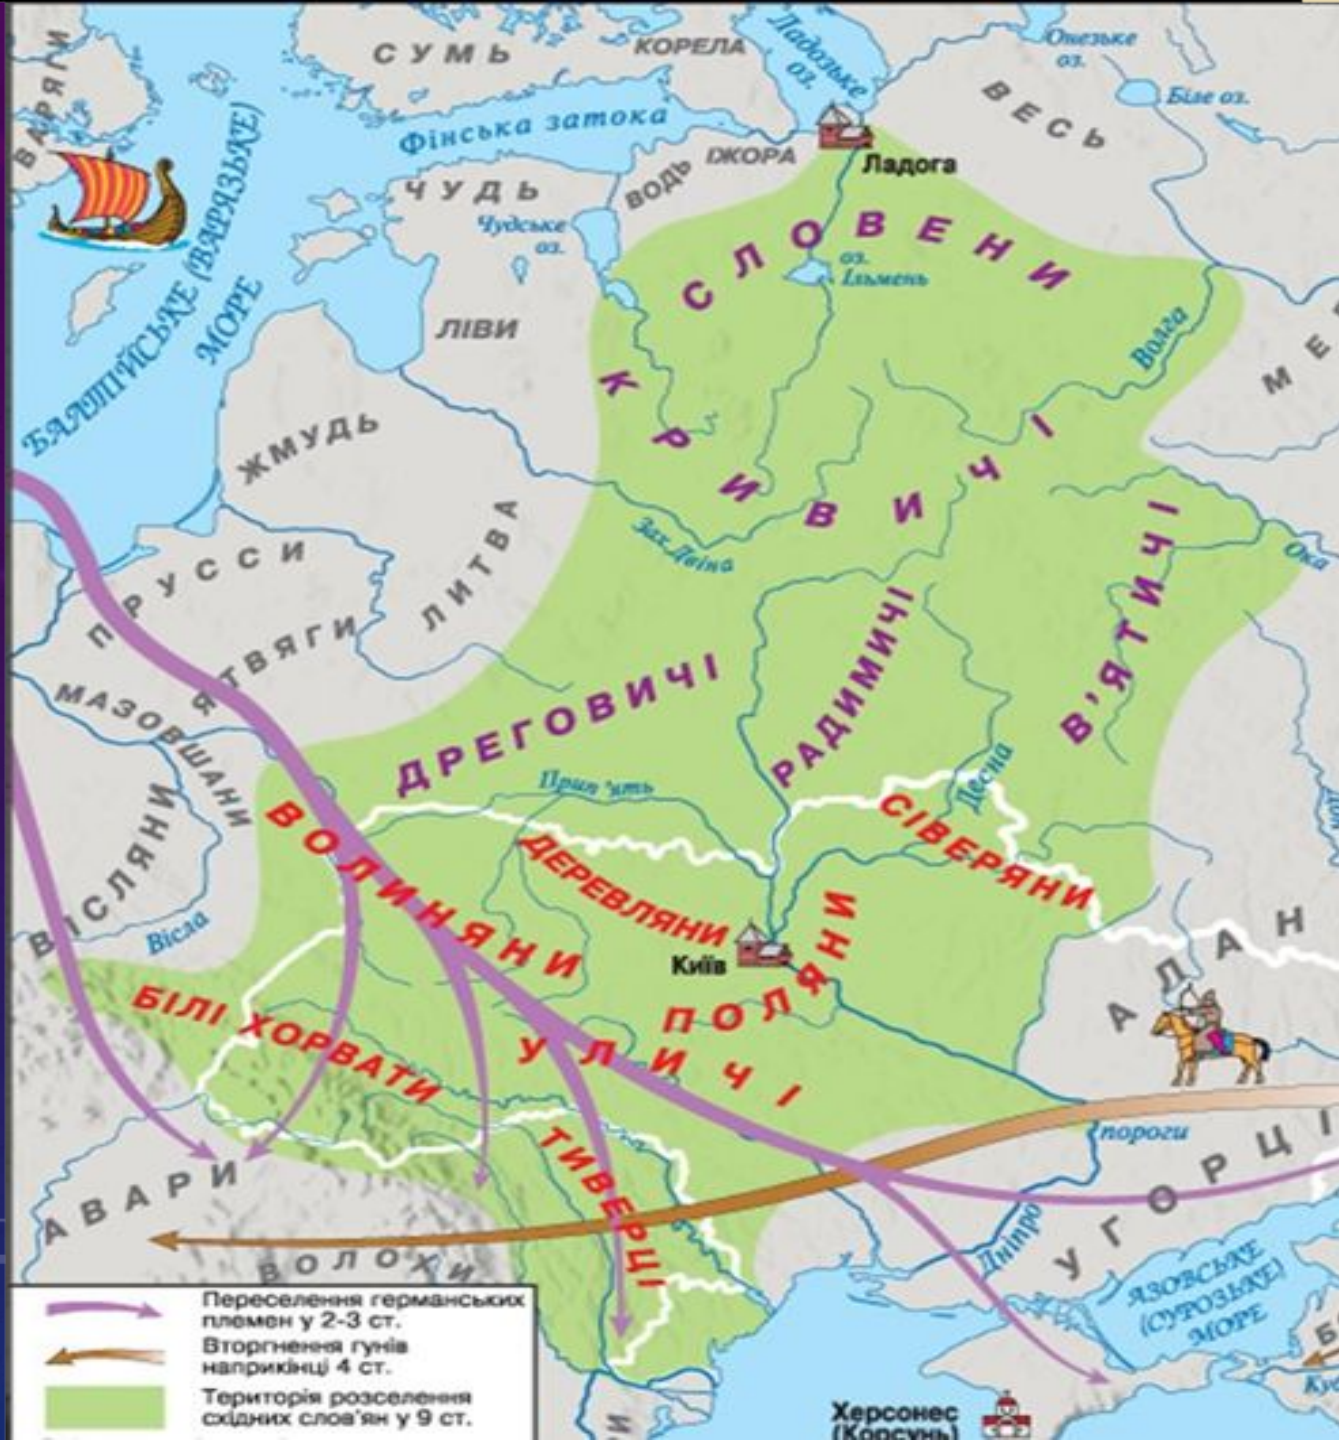 ВАРЯГИ
СУМЬ
КОРЕЛА
Ладозьке
оз.
Онезьке
оз.
Біле оз.
ВЕСЬ
Фінська затока
ІЖОРА
ВОДЬ
Ладога
ЧУДЬ
Чудське
оз.
БАЛТІЙСЬКЕ (ВАРЯЗЬКЕ)
МОРЕ
СЛОВЕНИ
оз.
Ільмень
ЛІВИ
Волга
КРИВИЧІ
ЖМУДЬ
ЛИТВА
Зах. Двіна
В'ЯТИЧІ
Ока
ПРУССИ
ЯТВЯГИ
РАДИМИЧІ
ДРЕГОВИЧІ
МАЗОВШАНИ
Прип'ять
Десна
ВІСЛЯНИ
ВОЛИНЯНИ
ДЕРЕВЛЯНИ
СІВЕРЯНИ
Вісла
Київ
ПОЛЯНИ
АЛАН
БІЛІ ХОРВАТИ
УЛИЧІ
ТИВЕРЦІ
пороги
АВАРИ
УГОРЦІ
ВОЛОХИ
Дніпро
АЗОВСЬКЕ
(СУРОЗЬКЕ)
МОРЕ
Переселення германських
племен у 2-3 ст.
Вторгнення гунів
наприкінці 4 ст.
Територія розселення
східних слов'ян у 9 ст.
Херсонес
(Корсунь)